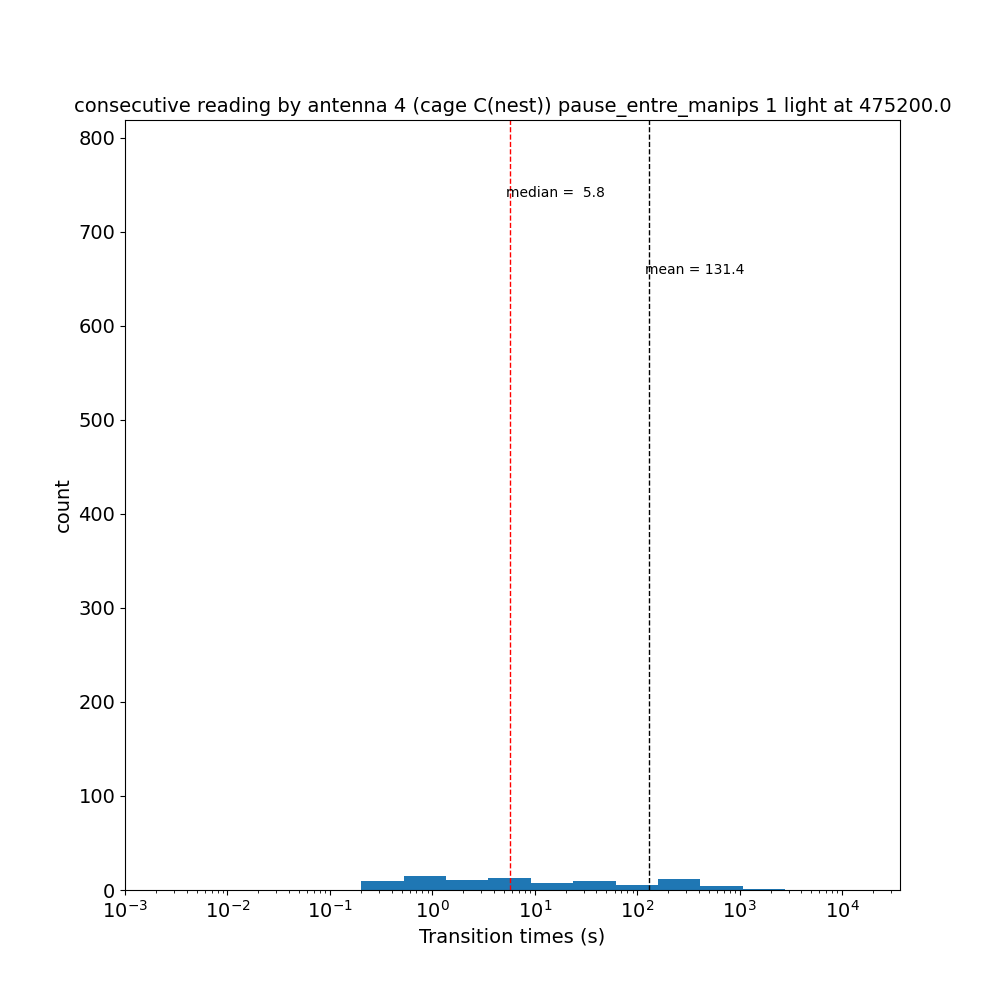 consecutive reading by antenna 4 (cage C(nest)) pause_entre_manips 1 light at 475200.0
800
median =  5.8
700
mean = 131.4
600
500
400
count
300
200
100
0
10⁻³ 10⁻² 10⁻¹ 10⁰ 10¹ 10² 10³ 10⁴
Transition times (s)